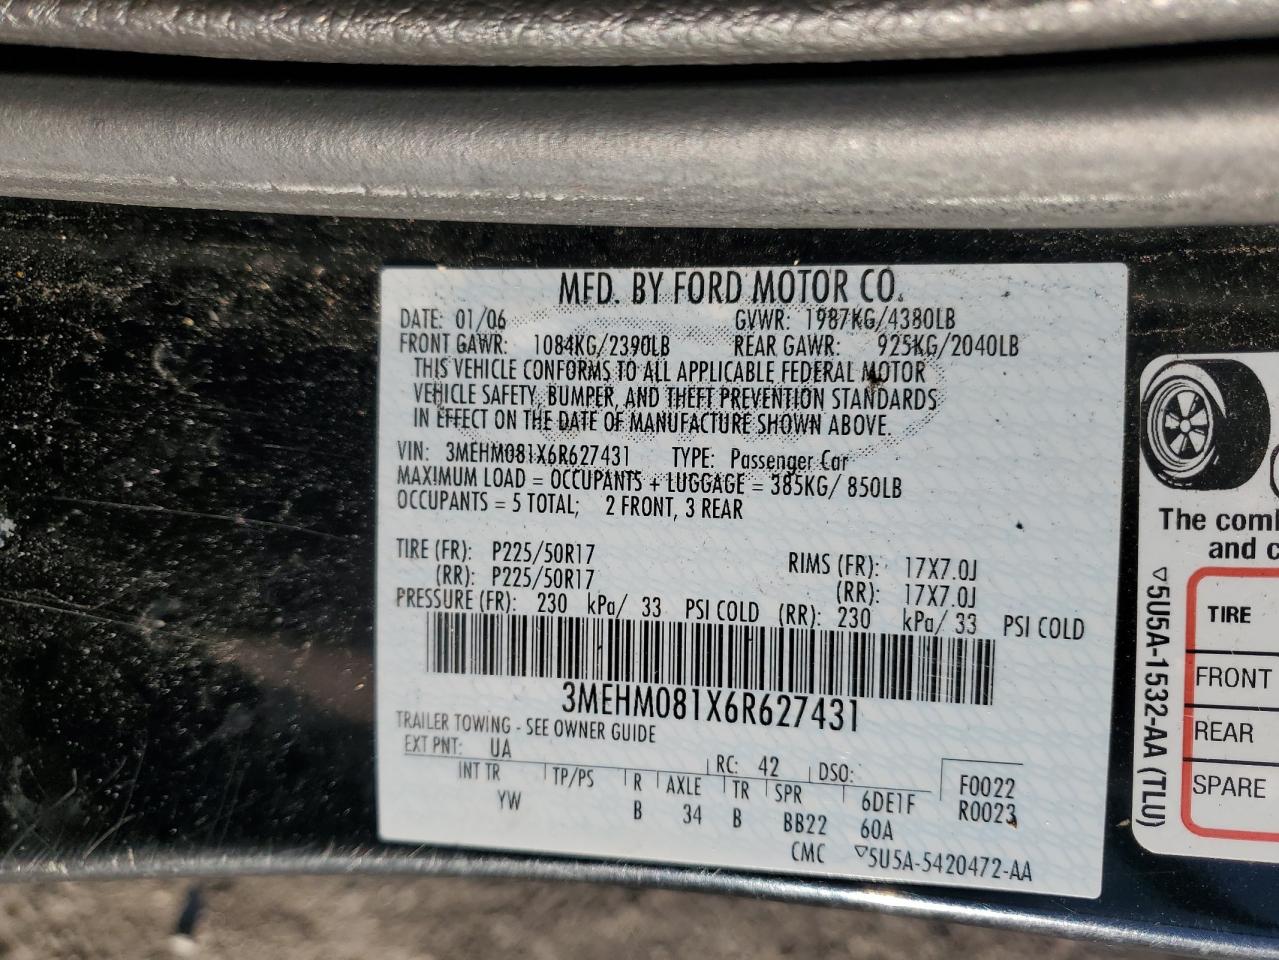 MFD. BY FORD MOTOR CO.
DATE: 01/06 GVWR: 1987KG/4380LB
FRONT GAWR: 1084KG/2390LB REAR GAWR: 925KG/2040LB
THIS VEHICLE CONFORMS TO ALL APPLICABLE FEDERAL MOTOR
VEHICLE SAFETY, BUMPER, AND THEFT PREVENTION STANDARDS
IN EFFECT ON THE DATE OF MANUFACTURE SHOWN ABOVE.
VIN: 3MEHM081X6R627431 TYPE: Passenger Car
MAXIMUM LOAD = OCCUPANTS + LUGGAGE = 385KG/ 850LB
OCCUPANTS = 5 TOTAL; 2 FRONT, 3 REAR
TIRE (FR): P225/50R17 RIMS (FR): 17X7.0J
(RR): P225/50R17 (RR): 17X7.0J
PRESSURE (FR): 230 kPa/ 33 PSI COLD (RR): 230 kPa/ 33 PSI COLD
3MEHM081X6R627431
TRAILER TOWING - SEE OWNER GUIDE
EXT PNT: UA RC: 42 DSO:
INT TR TP/PS R AXLE TR SPR 6DE1F F0022
YW B 34 B BB22 60A R0023
CMC ▽5U5A-5420472-AA
The
and
TIRE
FRONT
REAR
SPARE
▽5U5A-1532-AA (TLU)